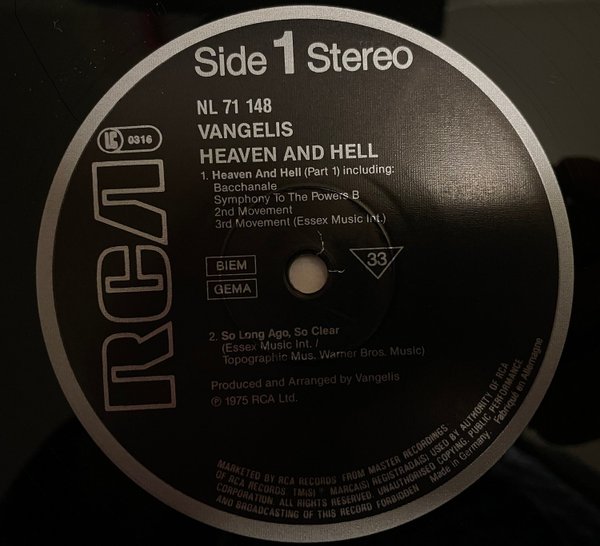 Side 1 Stereo
NL 71 148
LC 0316
VANGELIS
HEAVEN AND HELL
1. Heaven And Hell (Part 1) including:
Bacchanale
Symphony To The Powers B
2nd Movement
3rd Movement (Essex Music Int.)
RCA
BIEM
GEMA
33
2. So Long Ago, So Clear
(Essex Music Int. /
Topographic Mus. Warner Bros. Music)
Produced and Arranged by Vangelis
℗ 1975 RCA Ltd.
MARKETED BY RCA RECORDS FROM MASTER RECORDINGS
OF RCA RECORDS TM(S) ® MARCA(S) REGISTRADA(S) USED BY AUTHORITY OF RCA
CORPORATION. ALL RIGHTS RESERVED. UNAUTHORISED COPYING, PUBLIC PERFORMANCE
AND BROADCASTING OF THIS RECORD FORBIDDEN
Made in Germany. Fabriqué en Allemagne